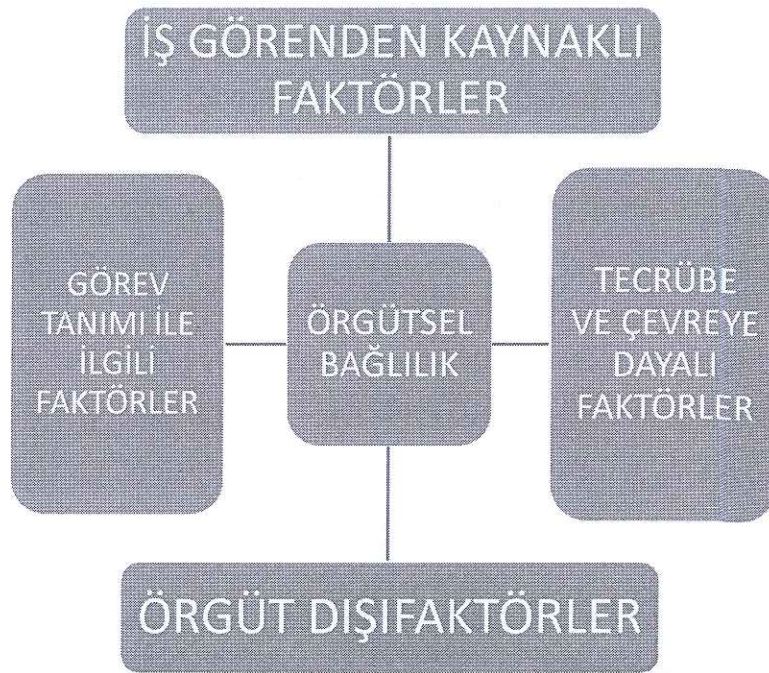 İŞ GÖRENDEN KAYNAKLI
FAKTÖRLER
GÖREV
TANIMI İLE
İLGİLİ
FAKTÖRLER
ÖRGÜTSEL
BAĞLILIK
TECRÜBE
VE ÇEVREYE
DAYALI
FAKTÖRLER
ÖRGÜT DIŞIFAKTÖRLER